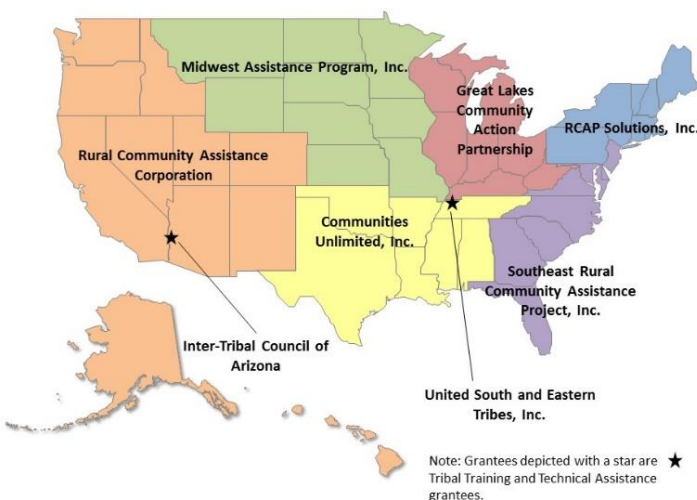 Midwest Assistance Program, Inc.
Great Lakes
Community
Action
Partnership
RCAP Solutions, Inc.
Rural Community Assistance
Corporation
Communities
Unlimited, Inc.
Southeast Rural
Community Assistance
Project, Inc.
Inter-Tribal Council of
Arizona
United South and Eastern
Tribes, Inc.
Note: Grantees depicted with a star are
Tribal Training and Technical Assistance
grantees.